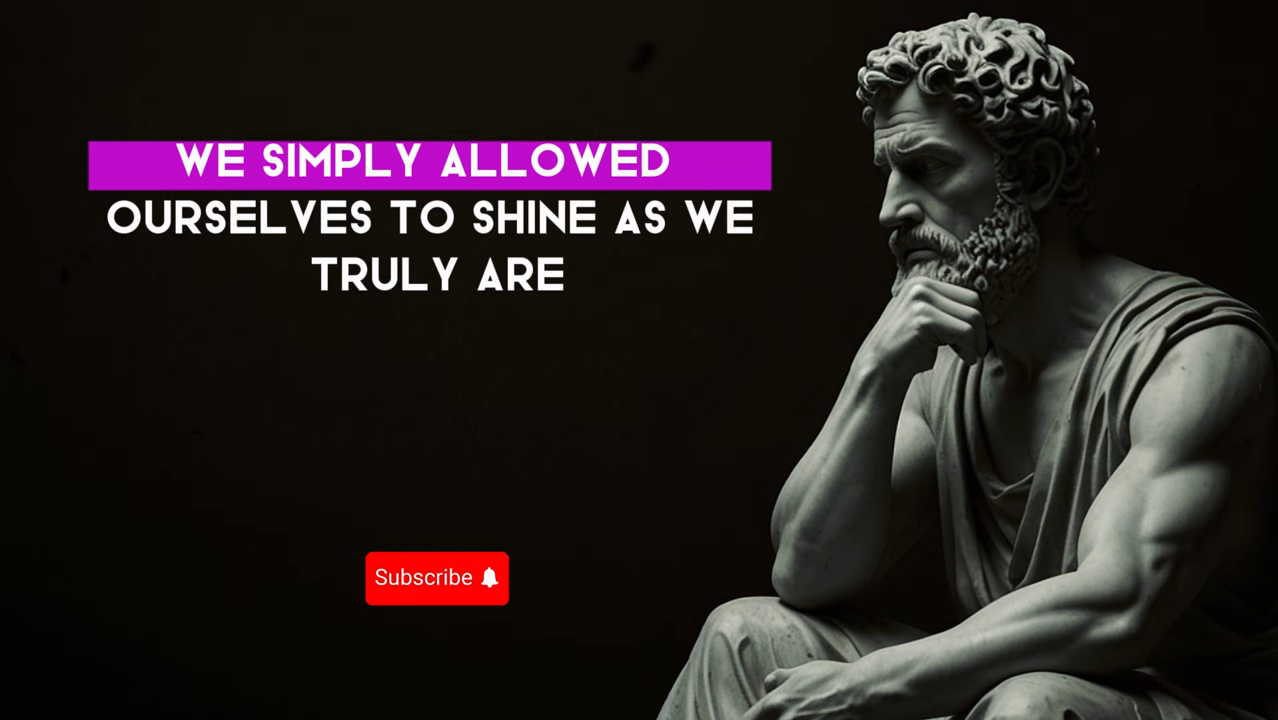 WE SIMPLY ALLOWED
OURSELVES TO SHINE AS WE
TRULY ARE
Subscribe